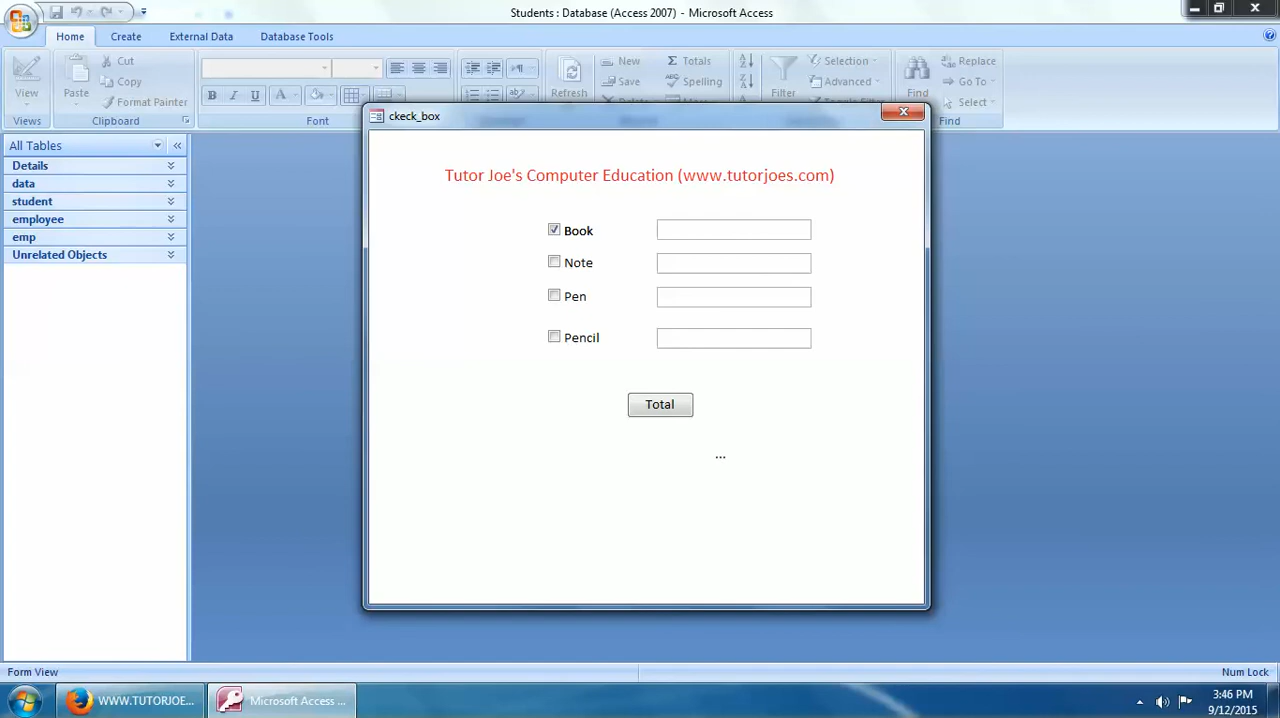 Students : Database (Access 2007) - Microsoft Access
Home Create External Data Database Tools
View Paste Cut Copy Format Painter
B I U A
Refresh New Save Totals Spelling
Filter Selection Advanced
Find Replace Go To Select
Views Clipboard Font Find
All Tables
Details
data
student
employee
emp
Unrelated Objects
ckeck_box
Tutor Joe's Computer Education (www.tutorjoes.com)
Book
Note
Pen
Pencil
Total
...
Form View Num Lock
WWW.TUTORJOE... Microsoft Access ... 3:46 PM
9/12/2015